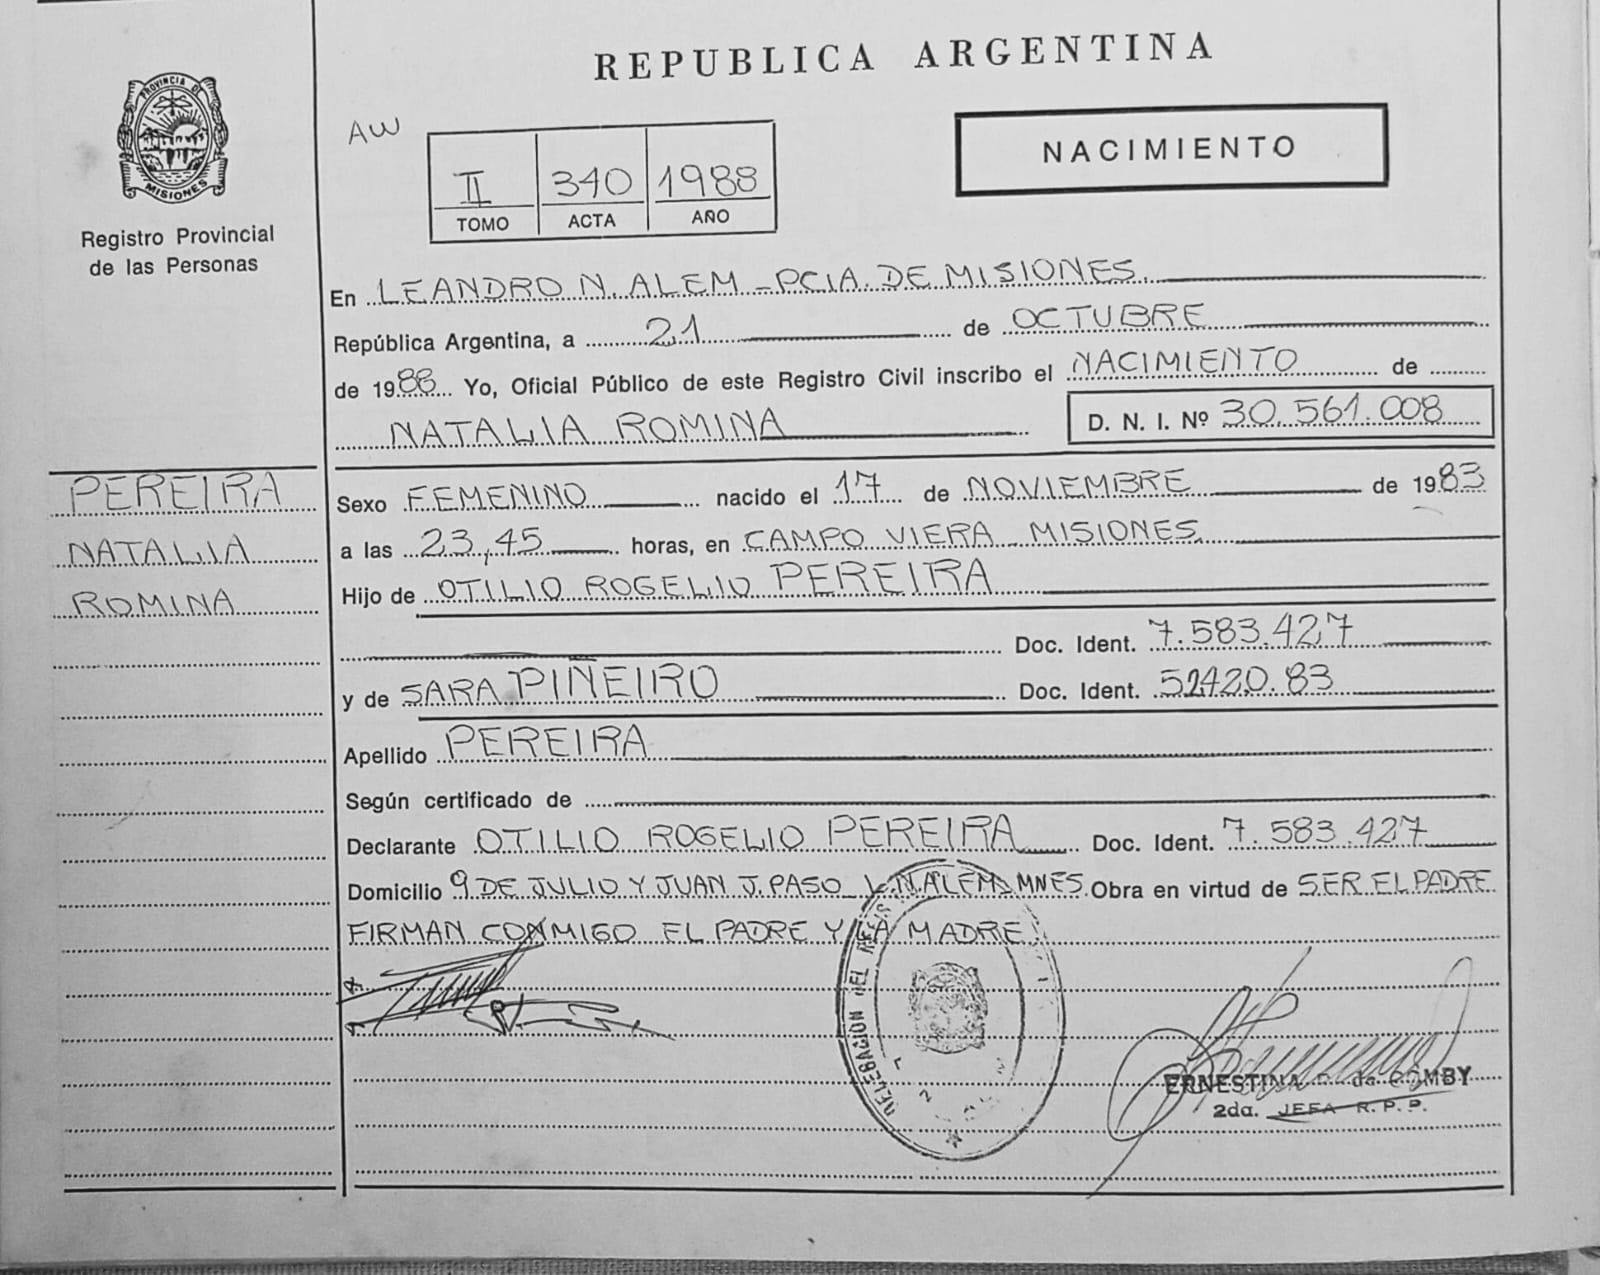 REPUBLICA ARGENTINA
PROVINCIA DE
MISIONES
Registro Provincial
de las Personas
AW
II 340 1988
TOMO ACTA AÑO
NACIMIENTO
En LEANDRO N. ALEM - PCIA. DE MISIONES.
República Argentina, a 21 de OCTUBRE
de 1988 Yo, Oficial Público de este Registro Civil inscribo el NACIMIENTO de
NATALIA ROMINA D. N. I. Nº 30.561.008
PEREIRA
NATALIA
ROMINA
Sexo FEMENINO nacido el 17 de NOVIEMBRE de 1983
a las 23,45 horas, en CAMPO VIERA - MISIONES
Hijo de OTILIO ROGELIO PEREIRA
Doc. Ident. 7.583.427
y de SARA PIÑEIRO Doc. Ident.
Apellido PEREIRA
Según certificado de
Declarante OTILIO ROGELIO PEREIRA Doc. Ident. 7.583.427
Domicilio 9 DE JULIO Y JUAN J. PASO L.N. ALEM MNES. Obra en virtud de SER EL PADRE
FIRMAN CONMIGO EL PADRE Y LA MADRE
DELEGACION DEL REGIS
ERNESTINA de GOMBY
2da. JEFA R. P. P.